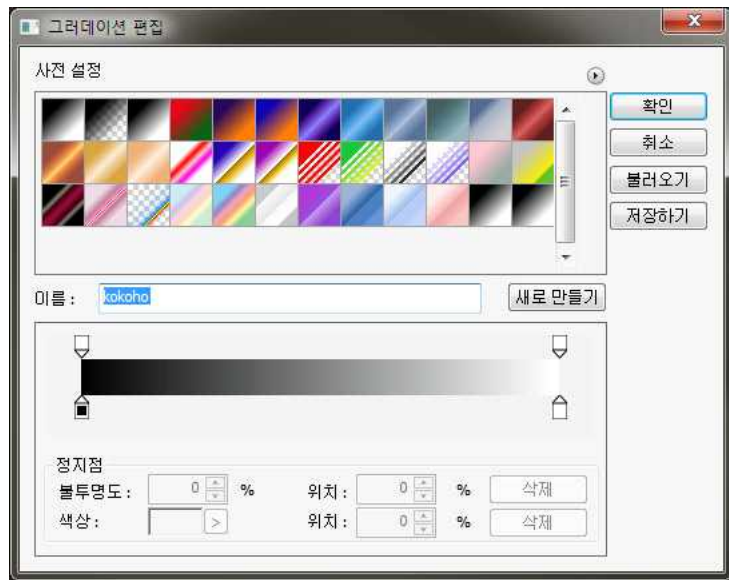 그러데이션 편집
사전 설정
확인
취소
불러오기
저장하기
이름 : kokoho 새로 만들기
정지점
불투명도 : 0 % 위치 : 0 % 삭제
색상 : > 위치 : 0 % 삭제